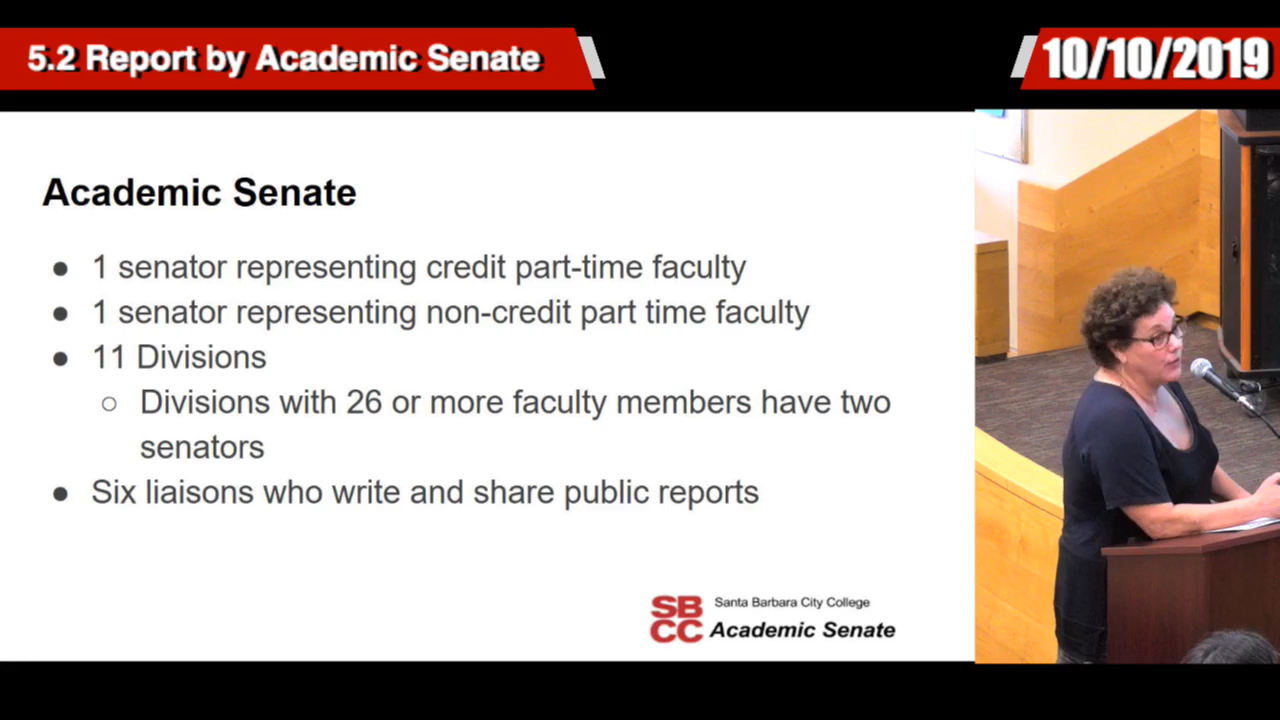 5.2 Report by Academic Senate
10/10/2019
Academic Senate
● 1 senator representing credit part-time faculty
● 1 senator representing non-credit part time faculty
● 11 Divisions
○ Divisions with 26 or more faculty members have two
senators
● Six liaisons who write and share public reports
SB
CC
Santa Barbara City College
Academic Senate